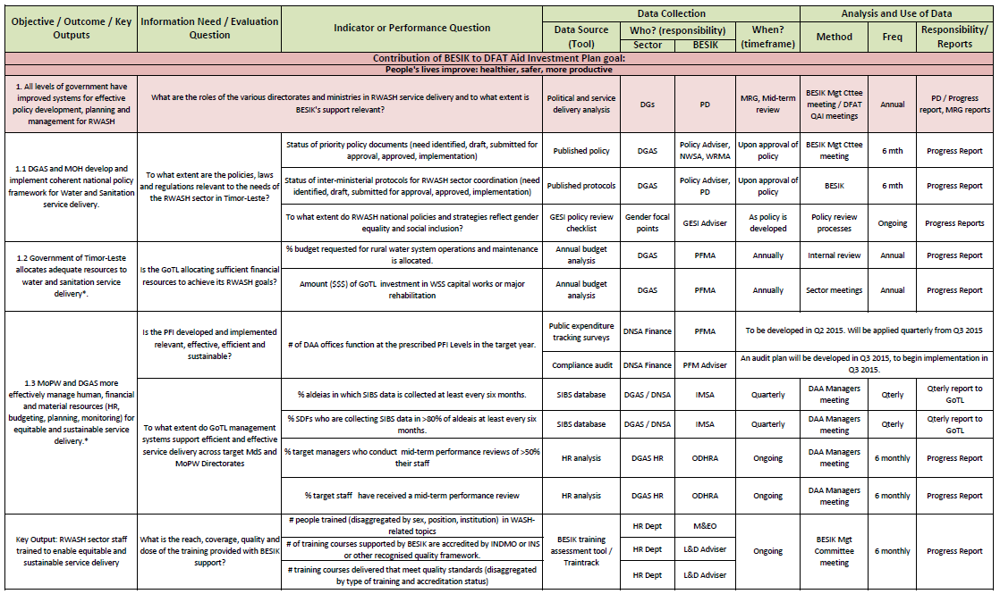 Objective / Outcome / Key
Outputs
Information Need / Evaluation
Question
Indicator or Performance Question
Data Collection
Analysis and Use of Data
Data Source
(Tool)
Who? (responsibility)
Sector
BESIK
When?
(timeframe)
Method
Freq
Responsibility/
Reports
Contribution of BESIK to DFAT Aid Investment Plan goal:
People's lives improve: healthier, safer, more productive
1. All levels of government have
improved systems for effective
policy development, planning and
management for RWASH
What are the roles of the various directorates and ministries in RWASH service delivery and to what extent is
BESIK's support relevant?
Political and service
delivery analysis
DGs
PD
MRG, Mid-term
review
BESIK Mgt Cttee
meeting / DFAT
QAI meetings
Annual
PD / Progress
report, MRG reports
1.1 DGAS and MOH develop and
implement coherent national policy
framework for Water and Sanitation
service delivery.
To what extent are the policies, laws
and regulations relevant to the needs of
the RWASH sector in Timor-Leste?
Status of priority policy documents (need identified, draft, submitted for
approval, approved, implementation)
Published policy
DGAS
Policy Adviser,
NWSA, WRMA
Upon approval of
policy
BESIK Mgt Cttee
meeting
6 mth
Progress Report
Status of inter-ministerial protocols for RWASH sector coordination (need
identified, draft, submitted for approval, approved, implementation)
Published protocols
DGAS
Policy Adviser,
PD
Upon approval of
policy
BESIK
6 mth
Progress Report
To what extent do RWASH national policies and strategies reflect gender
equality and social inclusion?
GESI policy review
checklist
Gender focal
points
GESI Adviser
As policy is
developed
Policy review
processes
Ongoing
Progress Reports
1.2 Government of Timor-Leste
allocates adequate resources to
water and sanitation service
delivery*.
Is the GoTL allocating sufficient financial
resources to achieve its RWASH goals?
% budget requested for rural water system operations and maintenance
is allocated.
Annual budget
analysis
DGAS
PFMA
Annually
Internal review
Annual
Progress Report
Amount ($$$) of GoTL investment in WSS capital works or major
rehabilitation
Annual budget
analysis
DGAS
PFMA
Annually
Sector meetings
Annual
Progress Report
1.3 MoPW and DGAS more
effectively manage human, financial
and material resources (HR,
budgeting, planning, monitoring) for
equitable and sustainable service
delivery.*
Is the PFI developed and implemented
relevant, effective, efficient and
sustainable?
# of DAA offices function at the prescribed PFI Levels in the target year.
Public expenditure
tracking surveys
DNSA Finance
PFMA
To be developed in Q2 2015. Will be applied quarterly from Q3 2015
Compliance audit
DNSA Finance
PFM Adviser
An audit plan will be developed in Q3 2015, to begin implementation in
Q3 2015.
To what extent do GoTL management
systems support efficient and effective
service delivery across target MdS and
MoPW Directorates
% aldeias in which SIBS data is collected at least every six months.
SIBS database
DGAS / DNSA
IMSA
Quarterly
DAA Managers
meeting
Qterly
Qterly report to
GoTL
% SDFs who are collecting SIBS data in >80% of aldeais at least every six
months.
SIBS database
DGAS / DNSA
IMSA
Quarterly
DAA Managers
meeting
Qterly
Qterly report to
GoTL
% target managers who conduct mid-term performance reviews of >50%
their staff
HR analysis
DGAS HR
ODHRA
Ongoing
DAA Managers
meeting
6 monthly
Progress Report
% target staff have received a mid-term performance review
HR analysis
DGAS HR
ODHRA
Ongoing
DAA Managers
meeting
6 monthly
Progress Report
Key Output: RWASH sector staff
trained to enable equitable and
sustainable service delivery
What is the reach, coverage, quality and
dose of the training provided with BESIK
support?
# people trained (disaggregated by sex, position, institution) in WASH-
related topics
BESIK training
assessment tool /
Traintrack
HR Dept
M&EO
Ongoing
BESIK Mgt
Committee
meeting
6 monthly
Progress Report
# of training courses supported by BESIK are accredited by INDMO or INS
or other recognised quality framework.
HR Dept
L&D Adviser
# training courses delivered that meet quality standards (disaggregated
by type of training and accreditation status)
HR Dept
L&D Adviser